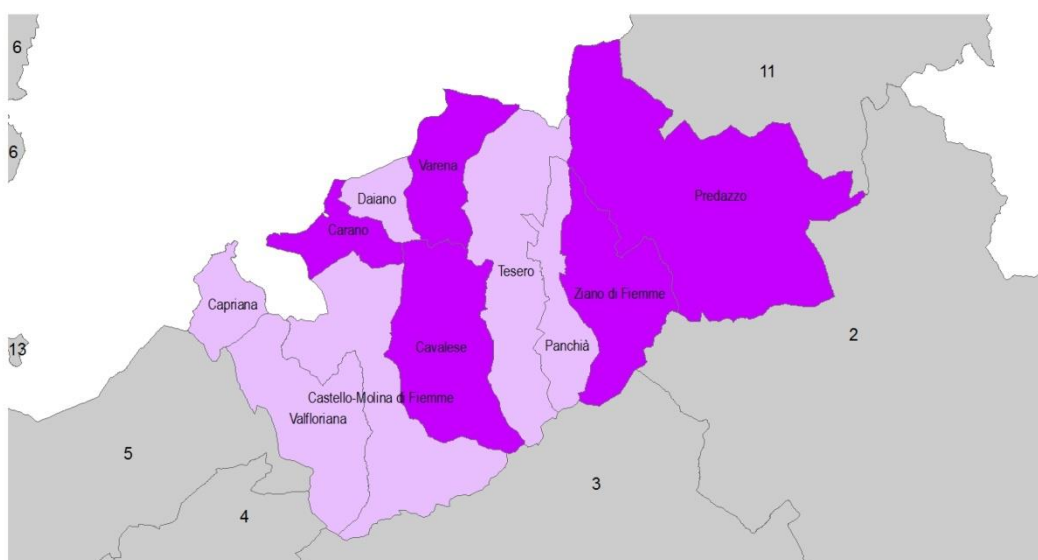 6
11
6
Varena
Daiano
Predazzo
Carano
Tesero
Ziano di Fiemme
Capriana
2
13
Cavalese
Panchià
Castello-Molina di Fiemme
Valfloriana
5
3
4